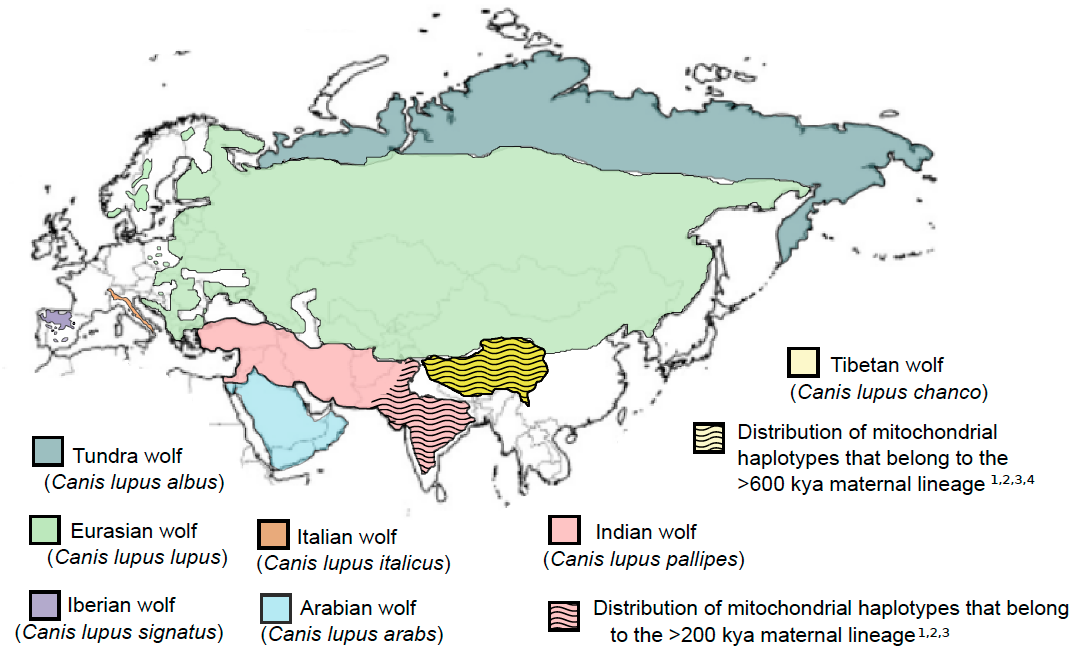 Tibetan wolf
(Canis lupus chanco)
Distribution of mitochondrial
haplotypes that belong to the
>600 kya maternal lineage 1,2,3,4
Tundra wolf
(Canis lupus albus)
Eurasian wolf
(Canis lupus lupus)
Italian wolf
(Canis lupus italicus)
Indian wolf
(Canis lupus pallipes)
Iberian wolf
(Canis lupus signatus)
Arabian wolf
(Canis lupus arabs)
Distribution of mitochondrial haplotypes that belong
to the >200 kya maternal lineage 1,2,3